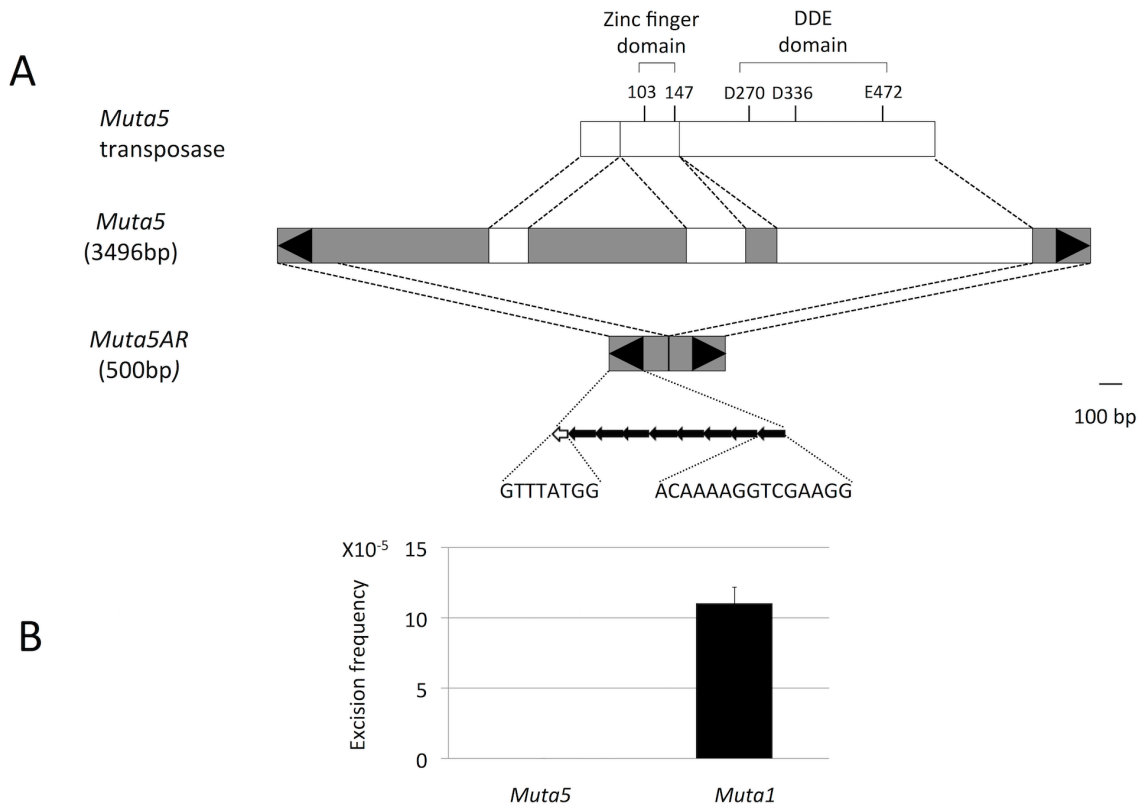 A
Zinc finger
domain
DDE
domain
103 147 D270 D336 E472
Muta5
transposase
Muta5
(3496bp)
Muta5AR
(500bp)
100 bp
GTTTATGG ACAAAAGGTCGAAGG
B
X10-5
Excision frequency
15
10
5
0
Muta5 Muta1